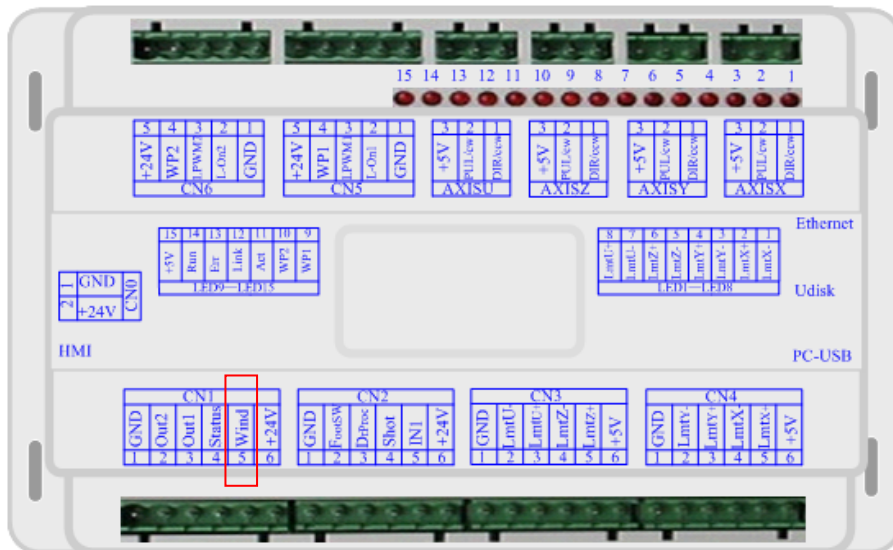 15 14 13 12 11 10 9 8 7 6 5 4 3 2 1
5 4 3 2 1
+24V WP2 LPWM2 L-On2 GND
CN6
5 4 3 2 1
+24V WP1 LPWM1 L-On1 GND
CN5
3 2 1
+5V PUL/cw DIR/ccw
AXISU
3 2 1
+5V PUL/cw DIR/ccw
AXISZ
3 2 1
+5V PUL/cw DIR/ccw
AXISY
3 2 1
+5V PUL/cw DIR/ccw
AXISX
Ethernet
15 14 13 12 11 10 9
+5V Run Err Link Act WP2 WP1
LED9—LED15
8 7 6 5 4 3 2 1
LmtU+ LmtU- LmtZ+ LmtZ- LmtY+ LmtY- LmtX+ LmtX-
LED1—LED8
1 GND
2 +24V
CN0
Udisk
HMI
PC-USB
CN1
GND Out2 Out1 Status Wind +24V
1 2 3 4 5 6
CN2
GND FootSW DrProc Shot IN1 +24V
1 2 3 4 5 6
CN3
GND LmtU- LmtU+ LmtZ- LmtZ+ +5V
1 2 3 4 5 6
CN4
GND LmtY- LmtY+ LmtX- LmtX+ +5V
1 2 3 4 5 6